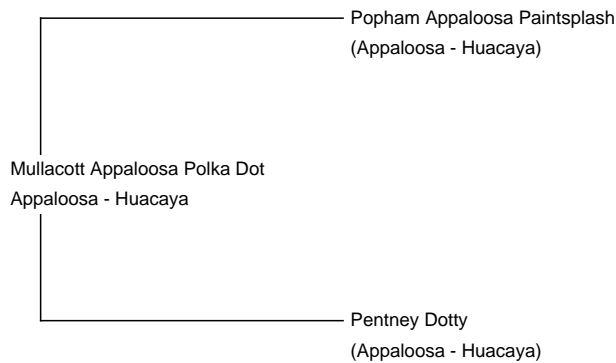 Popham Appaloosa Paintsplash
(Appaloosa - Huacaya)
Mullacott Appaloosa Polka Dot
Appaloosa - Huacaya
Pentney Dotty
(Appaloosa - Huacaya)